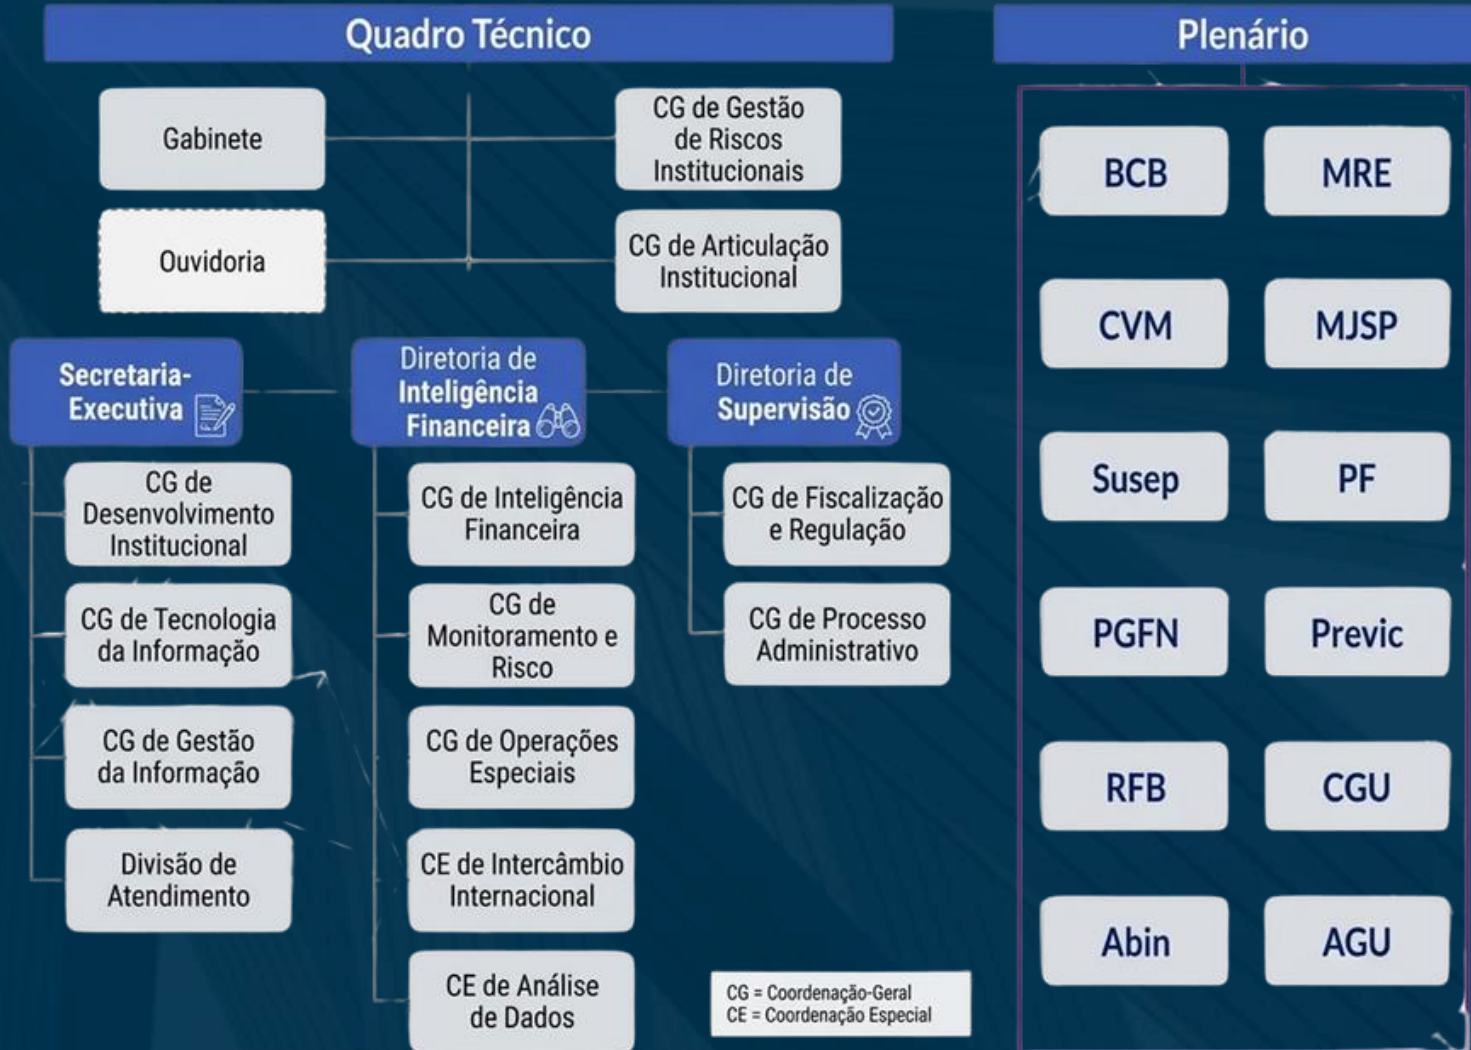 Quadro Técnico
Gabinete
CG de Gestão
de Riscos
Institucionais
Ouvidoria
CG de Articulação
Institucional
Secretaria-
Executiva
CG de
Desenvolvimento
Institucional
CG de Tecnologia
da Informação
CG de Gestão
da Informação
Divisão de
Atendimento
Diretoria de
Inteligência
Financeira
CG de Inteligência
Financeira
CG de
Monitoramento e
Risco
CG de Operações
Especiais
CE de Intercâmbio
Internacional
CE de Análise
de Dados
Diretoria de
Supervisão
CG de Fiscalização
e Regulação
CG de Processo
Administrativo
CG = Coordenação-Geral
CE = Coordenação Especial
Plenário
BCB
MRE
CVM
MJSP
Susep
PF
PGFN
Previc
RFB
CGU
Abin
AGU